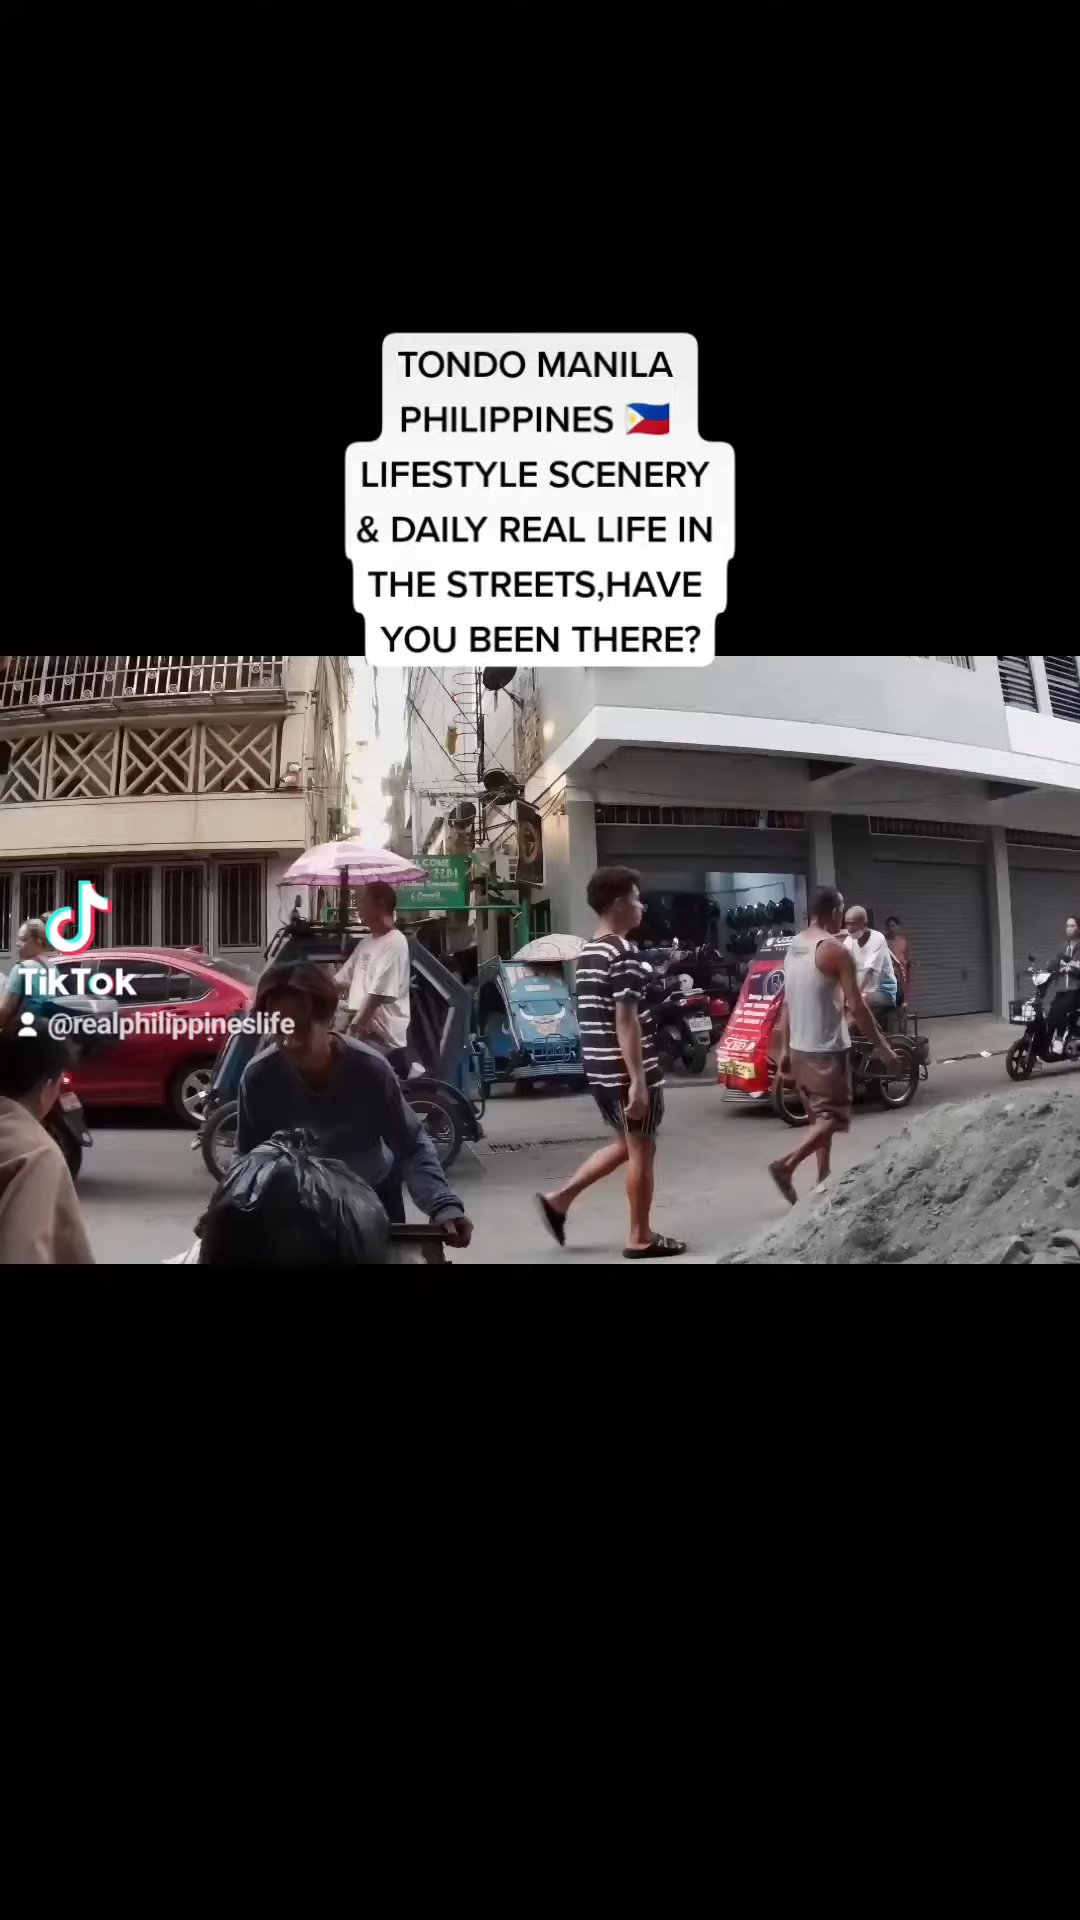 TONDO MANILA
PHILIPPINES 🇵🇭
LIFESTYLE SCENERY
& DAILY REAL LIFE IN
THE STREETS,HAVE
YOU BEEN THERE?
TikTok
@realphilippineslife